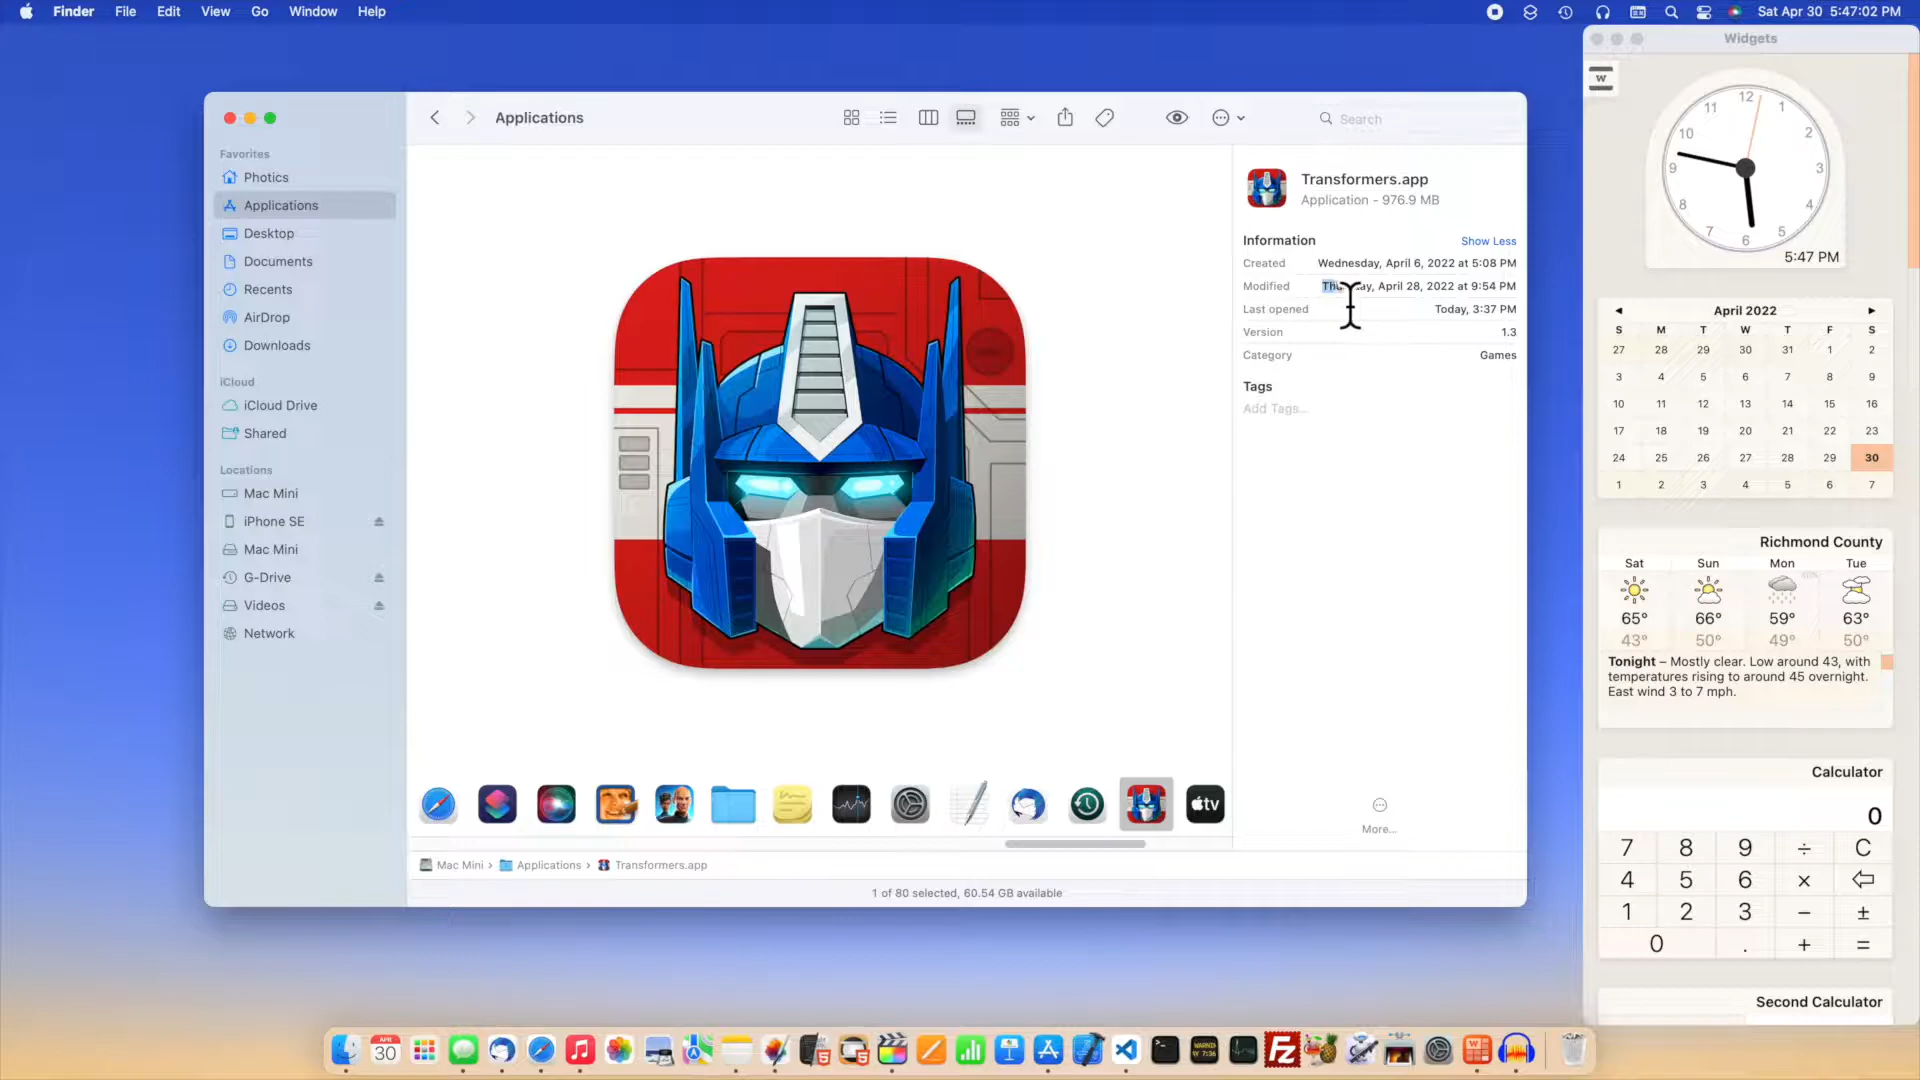 Finder File Edit View Go Window Help
Sat Apr 30 5:47:02 PM
Applications
Search
Favorites
Photics
Applications
Desktop
Documents
Recents
AirDrop
Downloads
iCloud
iCloud Drive
Shared
Locations
Mac Mini
iPhone SE
Mac Mini
G-Drive
Videos
Network
Transformers.app
Application - 976.9 MB
Information Show Less
Created Wednesday, April 6, 2022 at 5:08 PM
Modified April 28, 2022 at 9:54 PM
Last opened Today, 3:37 PM
Version 1.3
Category Games
Tags
Add Tags...
tv
More...
Mac Mini › Applications › Transformers.app
1 of 80 selected, 60.54 GB available
Widgets
W
12
11 1
10 2
9 3
8 4
7 5
6
5:47 PM
◀ April 2022 ▶
S M T W T F S
27 28 29 30 31 1 2
3 4 5 6 7 8 9
10 11 12 13 14 15 16
17 18 19 20 21 22 23
24 25 26 27 28 29 30
1 2 3 4 5 6 7
Richmond County
Sat Sun Mon Tue
65° 66° 59° 63°
43° 50° 49° 50°
Tonight – Mostly clear. Low around 43, with
temperatures rising to around 45 overnight.
East wind 3 to 7 mph.
Calculator
0
7 8 9 ÷ C
4 5 6 × ⇦
1 2 3 − ±
0 . + =
Second Calculator
APR
30
FZ